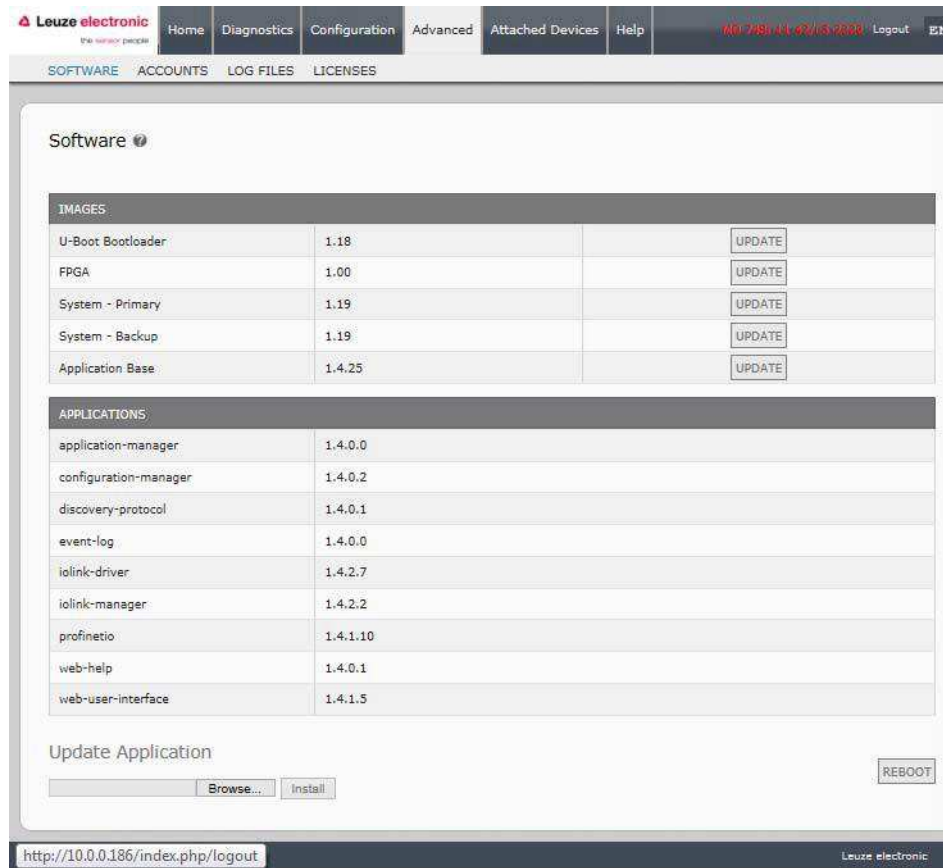 Leuze electronic
the sensor people
Home Diagnostics Configuration Advanced Attached Devices Help Logout EN
SOFTWARE ACCOUNTS LOG FILES LICENSES
Software
IMAGES
U-Boot Bootloader 1.18 UPDATE
FPGA 1.00 UPDATE
System - Primary 1.19 UPDATE
System - Backup 1.19 UPDATE
Application Base 1.4.25 UPDATE
APPLICATIONS
application-manager 1.4.0.0
configuration-manager 1.4.0.2
discovery-protocol 1.4.0.1
event-log 1.4.0.0
iolink-driver 1.4.2.7
iolink-manager 1.4.2.2
profinetio 1.4.1.10
web-help 1.4.0.1
web-user-interface 1.4.1.5
Update Application
REBOOT
Browse... Install
http://10.0.0.186/index.php/logout
Leuze electronic